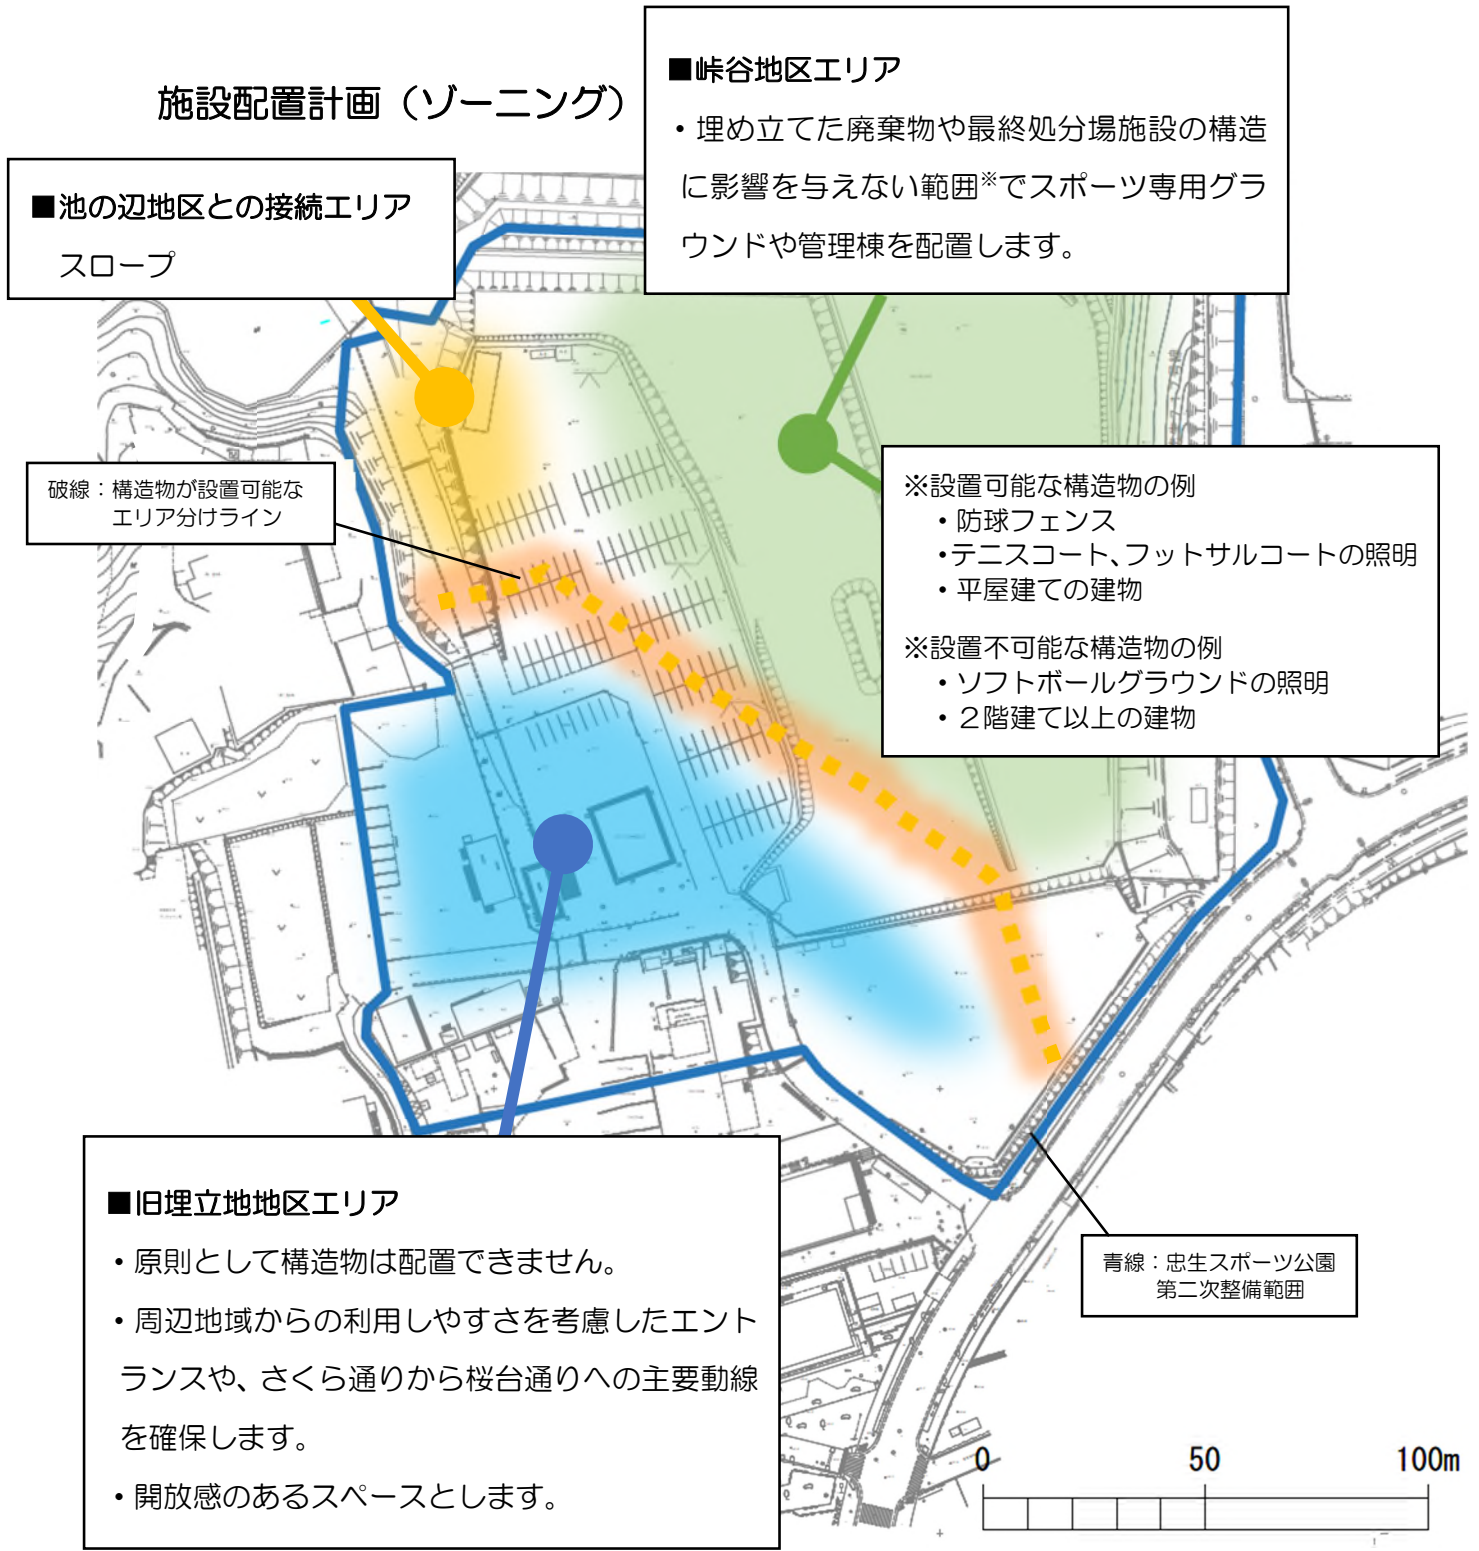 施設配置計画（ゾーニング）
■峡谷地区エリア
・埋め立てた廃棄物や最終処分場施設の構造
に影響を与えない範囲※でスポーツ専用グラ
ウンドや管理棟を配置します。
■池の辺地区との接続エリア
スロープ
破線：構造物が設置可能な
エリア分けライン
※設置可能な構造物の例
・防球フェンス
・テニスコート、フットサルコートの照明
・平屋建ての建物
※設置不可能な構造物の例
・ソフトボールグラウンドの照明
・２階建て以上の建物
■旧埋立地地区エリア
・原則として構造物は配置できません。
・周辺地域からの利用しやすさを考慮したエント
ランスや、さくら通りから桜台通りへの主要動線
を確保します。
・開放感のあるスペースとします。
青線：忠生スポーツ公園
第二次整備範囲
0 50 100m